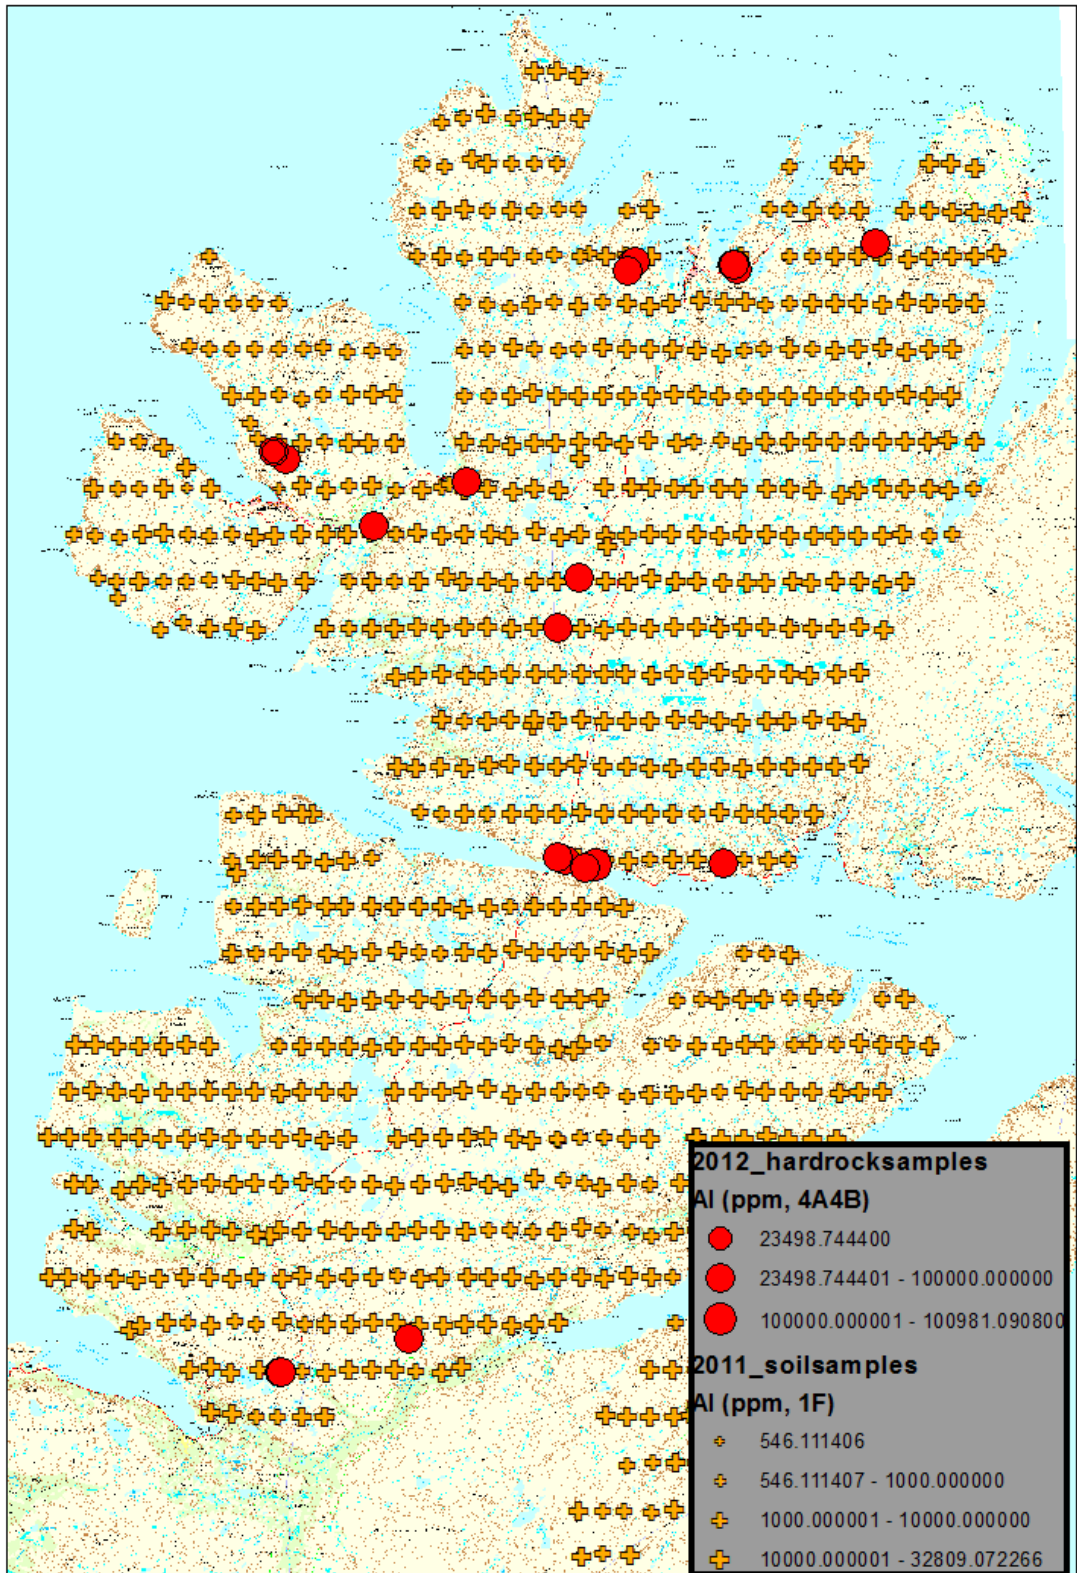 2012_hardrocksamples
Al (ppm, 4A4B)
23498.744400
23498.744401 - 100000.000000
100000.000001 - 100981.090800
2011_soilsamples
Al (ppm, 1F)
546.111406
546.111407 - 1000.000000
1000.000001 - 10000.000000
10000.000001 - 32809.072266